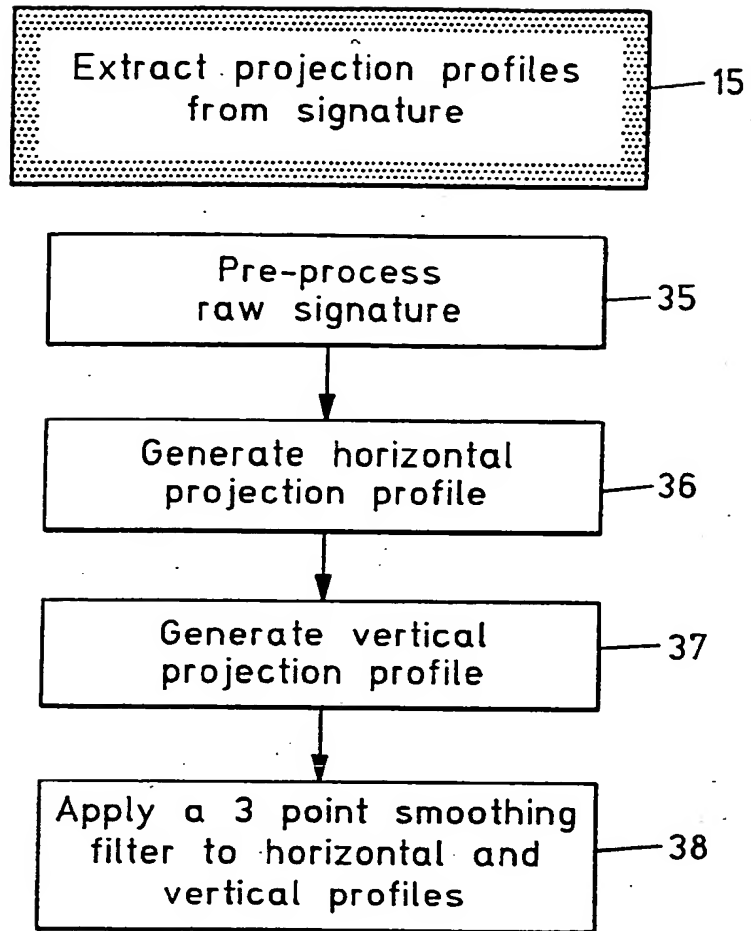 Extract projection profiles
from signature
15
Pre-process
raw signature
35
Generate horizontal
projection profile
36
Generate vertical
projection profile
37
Apply a 3 point smoothing
filter to horizontal and
vertical profiles
38